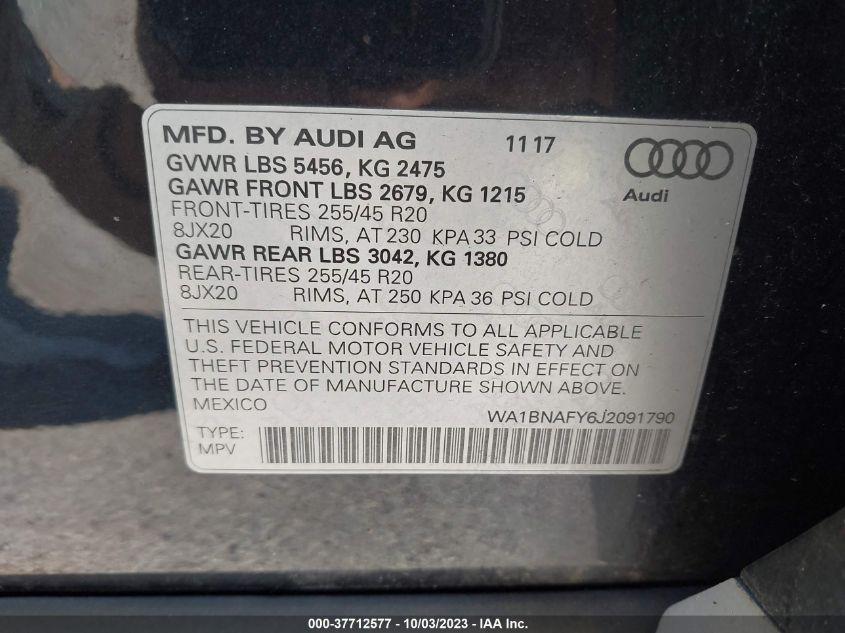 MFD. BY AUDI AG 11 17
GVWR LBS 5456, KG 2475
GAWR FRONT LBS 2679, KG 1215
Audi
FRONT-TIRES 255/45 R20
8JX20 RIMS, AT 230 KPA 33 PSI COLD
GAWR REAR LBS 3042, KG 1380
REAR-TIRES 255/45 R20
8JX20 RIMS, AT 250 KPA 36 PSI COLD
THIS VEHICLE CONFORMS TO ALL APPLICABLE
U.S. FEDERAL MOTOR VEHICLE SAFETY AND
THEFT PREVENTION STANDARDS IN EFFECT ON
THE DATE OF MANUFACTURE SHOWN ABOVE.
MEXICO WA1BNAFY6J2091790
TYPE:
MPV
000-37712577 - 10/03/2023 - IAA Inc.